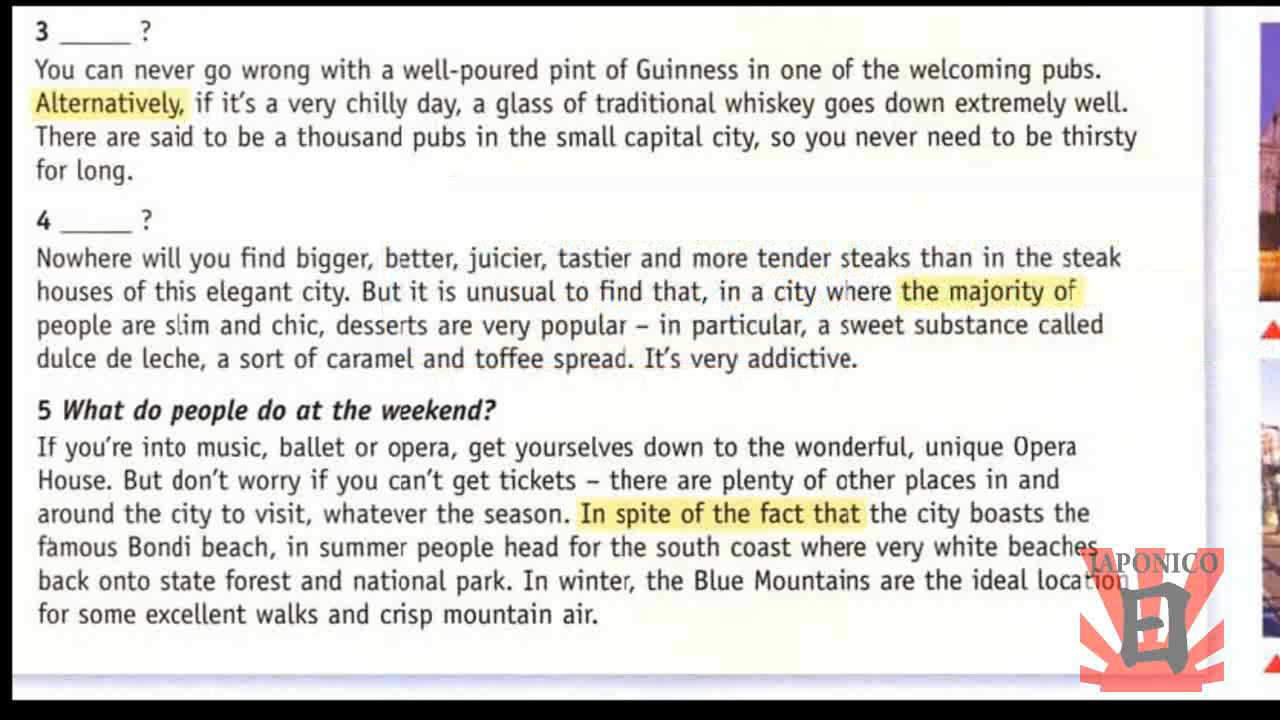 3 _____ ?
You can never go wrong with a well-poured pint of Guinness in one of the welcoming pubs.
Alternatively, if it's a very chilly day, a glass of traditional whiskey goes down extremely well.
There are said to be a thousand pubs in the small capital city, so you never need to be thirsty
for long.
4 _____ ?
Nowhere will you find bigger, better, juicier, tastier and more tender steaks than in the steak
houses of this elegant city. But it is unusual to find that, in a city where the majority of
people are slim and chic, desserts are very popular – in particular, a sweet substance called
dulce de leche, a sort of caramel and toffee spread. It's very addictive.
5 What do people do at the weekend?
If you're into music, ballet or opera, get yourselves down to the wonderful, unique Opera
House. But don't worry if you can't get tickets – there are plenty of other places in and
around the city to visit, whatever the season. In spite of the fact that the city boasts the
famous Bondi beach, in summer people head for the south coast where very white beaches
back onto state forest and national park. In winter, the Blue Mountains are the ideal location
for some excellent walks and crisp mountain air.
JAPONICO
日